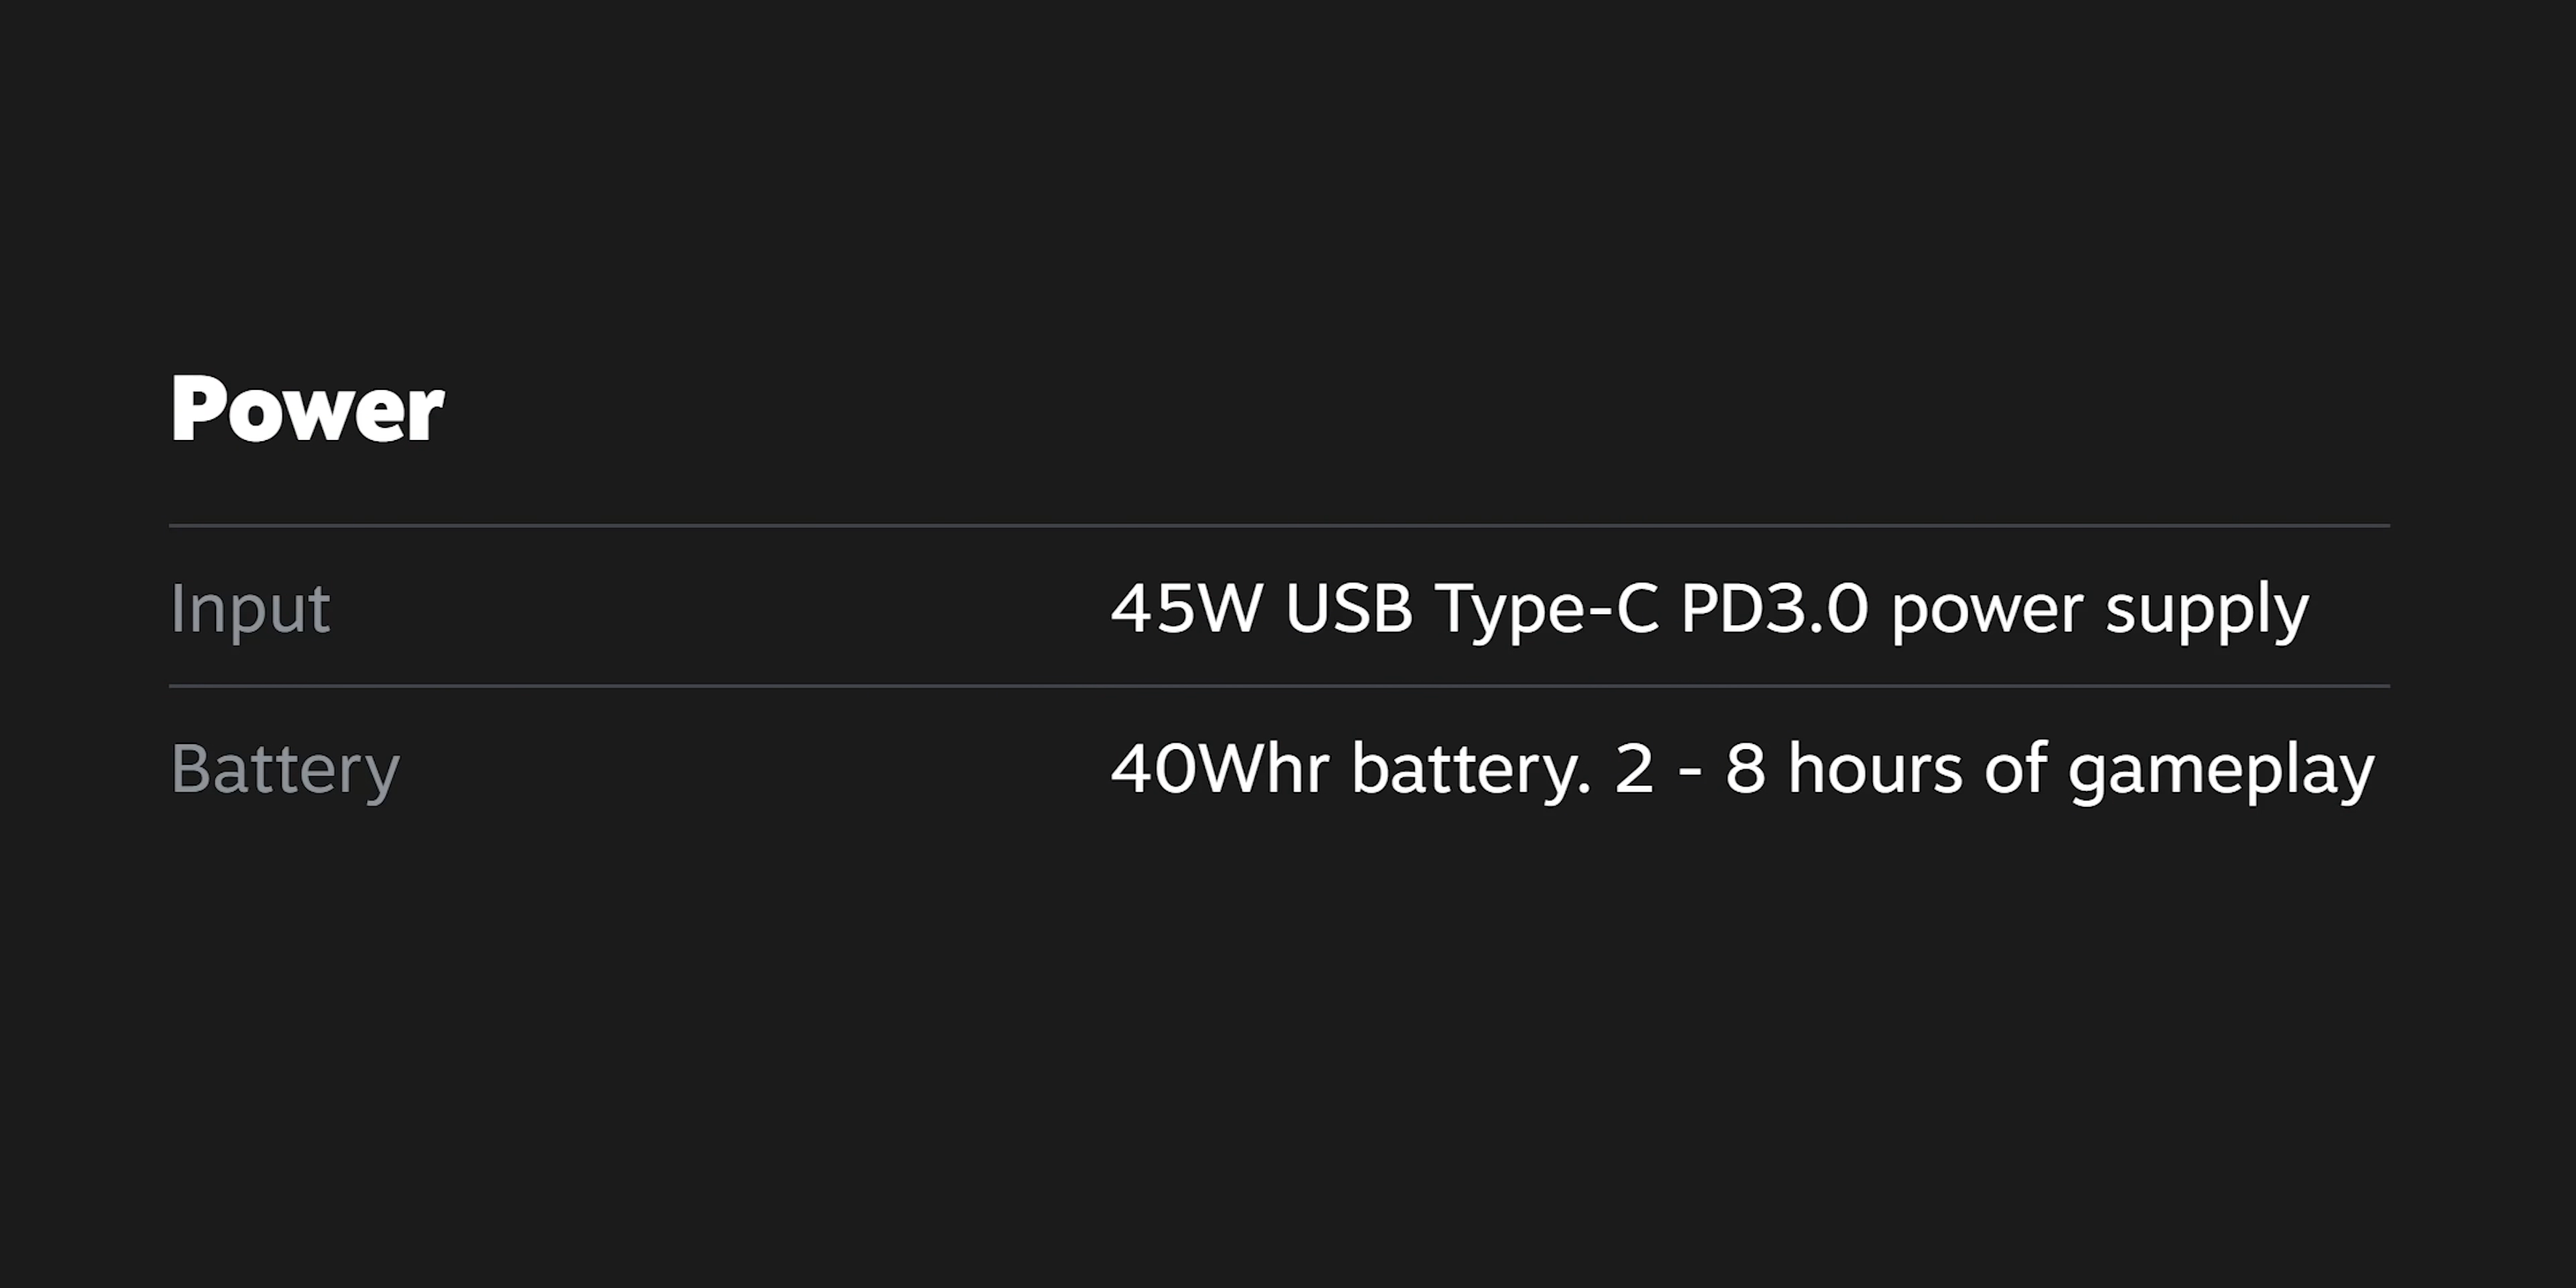 Power
Input 45W USB Type-C PD3.0 power supply
Battery 40Whr battery. 2 - 8 hours of gameplay